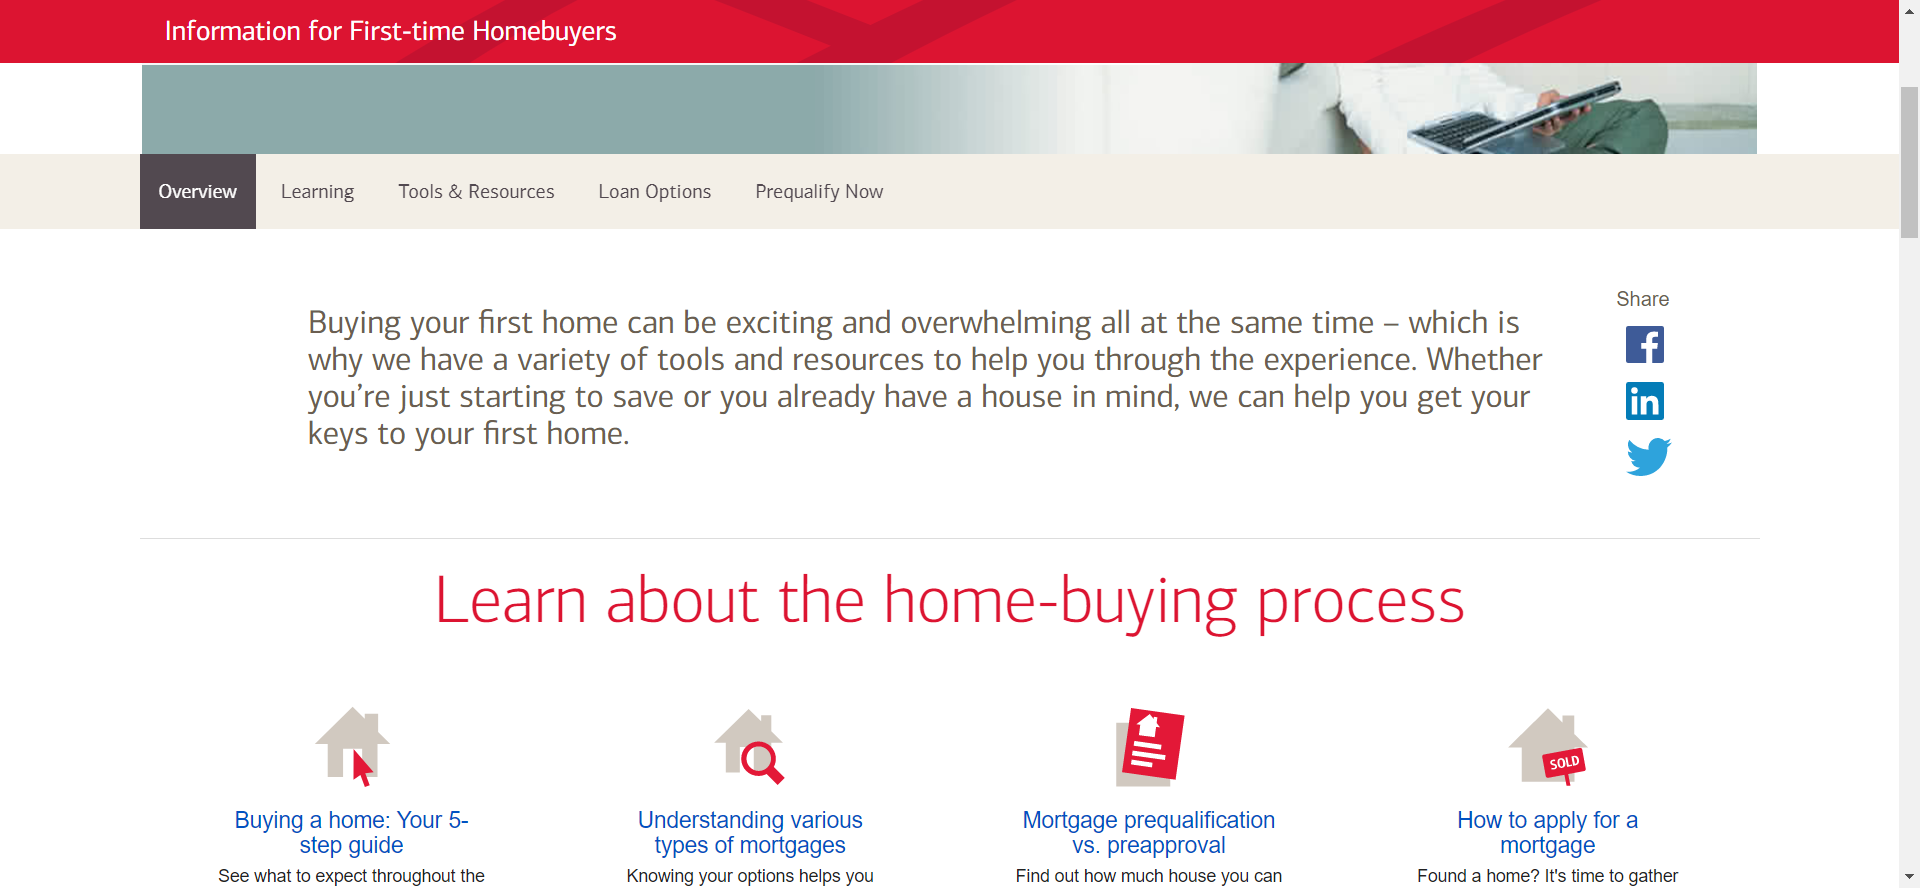 Information for First-time Homebuyers
Overview
Learning
Tools & Resources
Loan Options
Prequalify Now
Buying your first home can be exciting and overwhelming all at the same time – which is
why we have a variety of tools and resources to help you through the experience. Whether
you’re just starting to save or you already have a house in mind, we can help you get your
keys to your first home.
Share
f
in
Learn about the home-buying process
SOLD
Buying a home: Your 5-
step guide
See what to expect throughout the
Understanding various
types of mortgages
Knowing your options helps you
Mortgage prequalification
vs. preapproval
Find out how much house you can
How to apply for a
mortgage
Found a home? It's time to gather